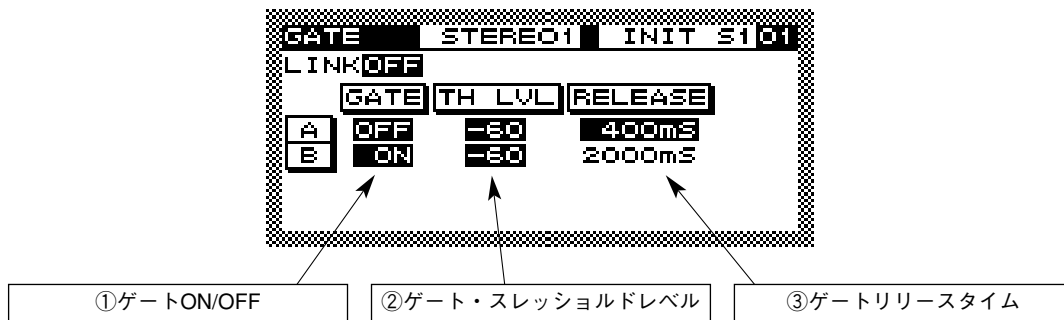 GATE STEREO1 INIT S1 01
LINK OFF
GATE TH LVL RELEASE
A OFF -60 400mS
B ON -60 2000mS
①ゲートON/OFF ②ゲート・スレッショルドレベル ③ゲートリリースタイム